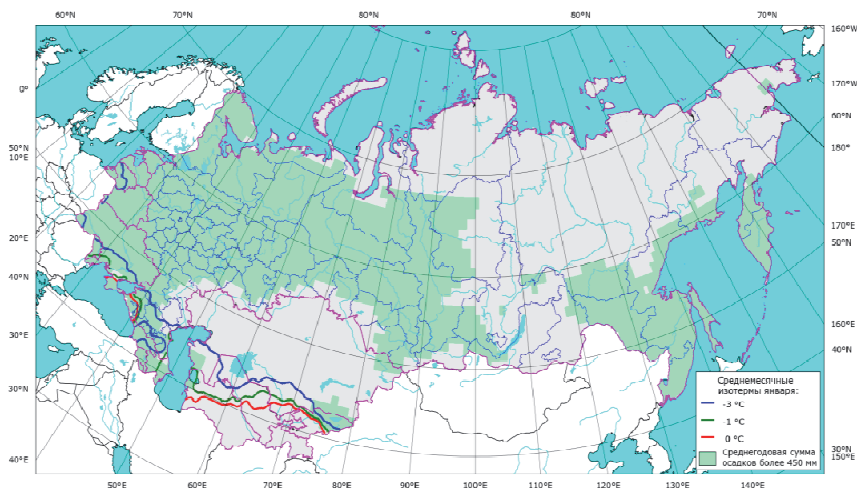 60°N 70°N 80°N 80°N 70°N
160°W
0°
170°W
60°N
50°N
10°E
180°
20°E
170°E
50°N
40°N
30°E
160°E
40°N
30°N
40°E
30°N
150°E
50°E 60°E 70°E 80°E 90°E 100°E 110°E 120°E 130°E 140°E
Среднемесячные
изотермы января:
-3 °C
-1 °C
0 °C
Среднегодовая сумма
осадков более 450 мм